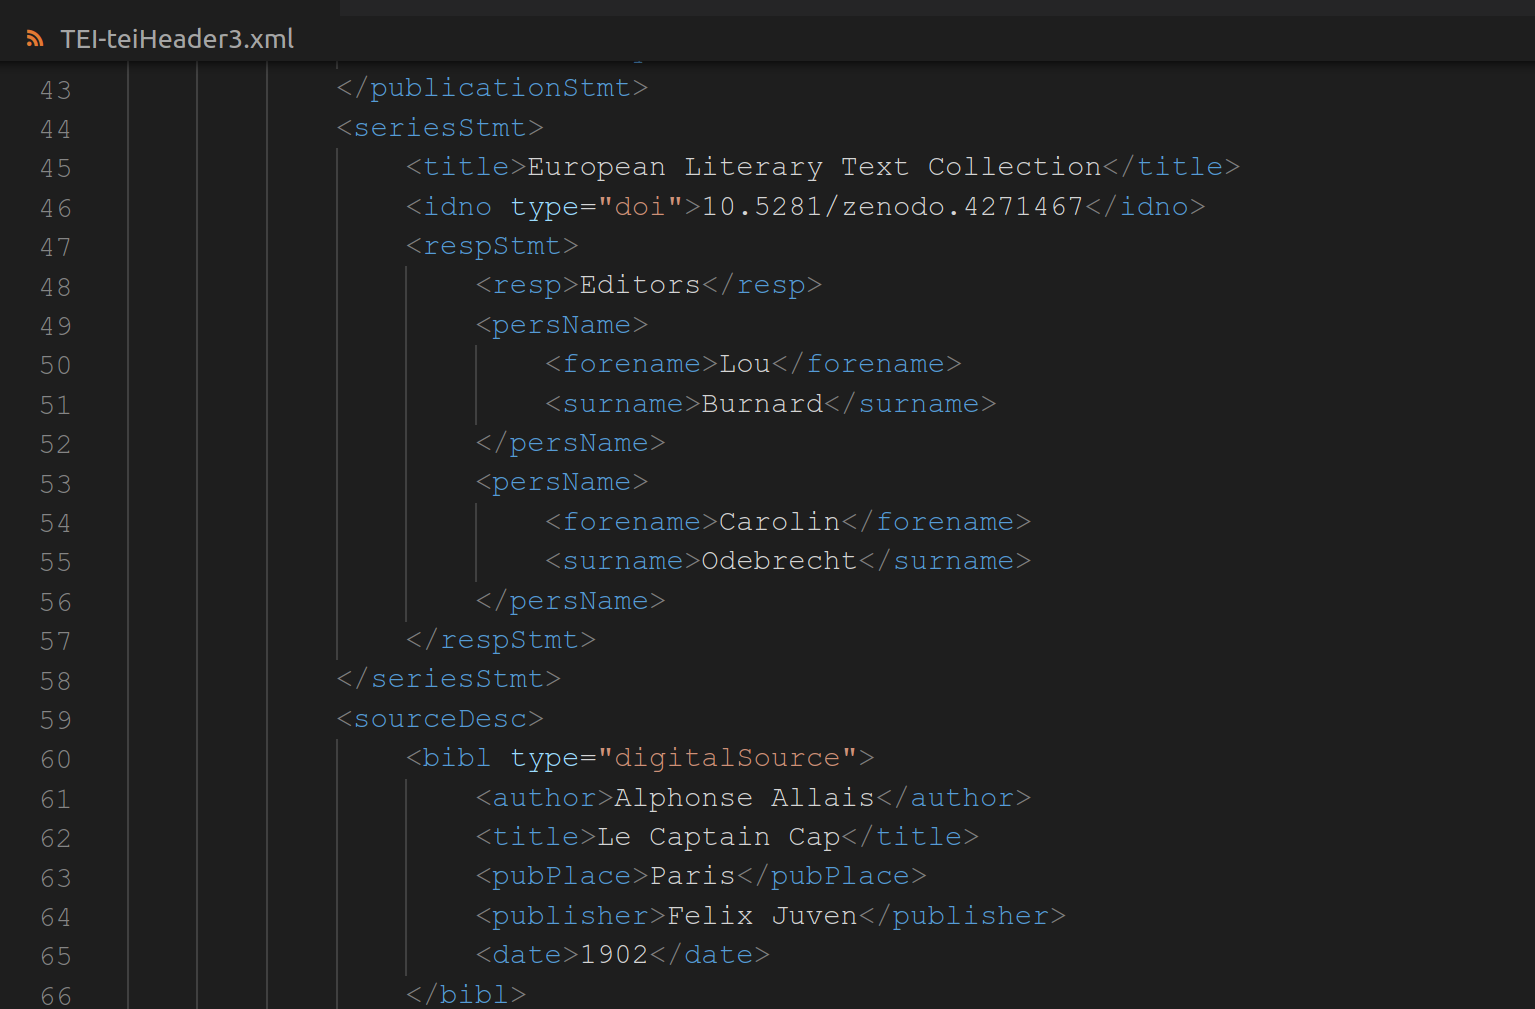 TEI-teiHeader3.xml
43 </publicationStmt>
44 <seriesStmt>
45 <title>European Literary Text Collection</title>
46 <idno type="doi">10.5281/zenodo.4271467</idno>
47 <respStmt>
48 <resp>Editors</resp>
49 <persName>
50 <forename>Lou</forename>
51 <surname>Burnard</surname>
52 </persName>
53 <persName>
54 <forename>Carolin</forename>
55 <surname>Odebrecht</surname>
56 </persName>
57 </respStmt>
58 </seriesStmt>
59 <sourceDesc>
60 <bibl type="digitalSource">
61 <author>Alphonse Allais</author>
62 <title>Le Captain Cap</title>
63 <pubPlace>Paris</pubPlace>
64 <publisher>Felix Juven</publisher>
65 <date>1902</date>
66 </bibl>